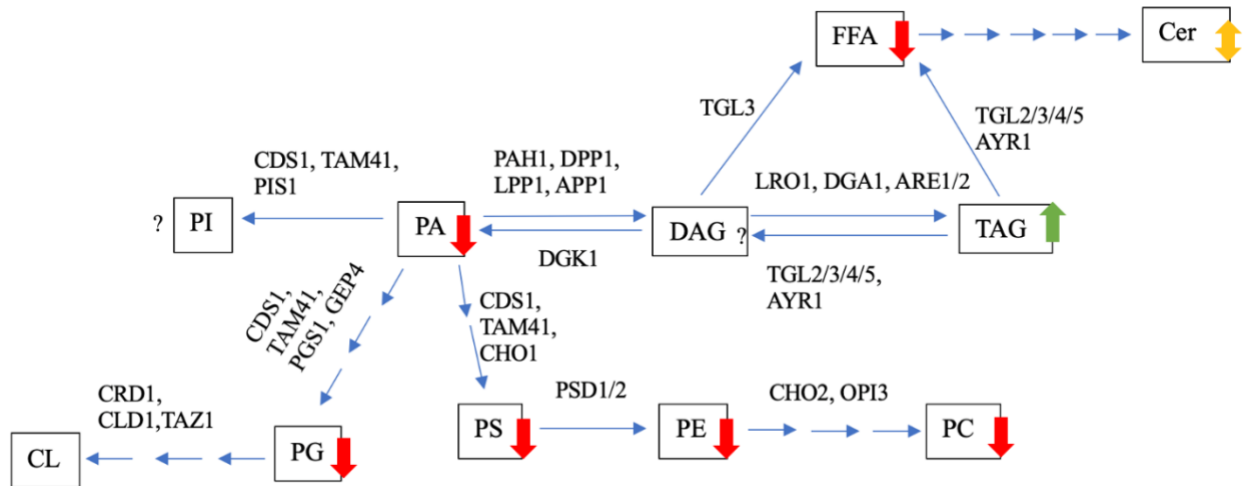 FFA
Cer
TGL3
TGL2/3/4/5
AYR1
CDS1, TAM41,
PIS1
PAH1, DPP1,
LPP1, APP1
LRO1, DGA1, ARE1/2
? PI
PA
DAG ?
TAG
DGK1
TGL2/3/4/5,
AYR1
CDS1,
TAM41,
PGS1, GEP4
CDS1,
TAM41,
CHO1
CRD1,
CLD1,TAZ1
PSD1/2
CHO2, OPI3
CL
PG
PS
PE
PC